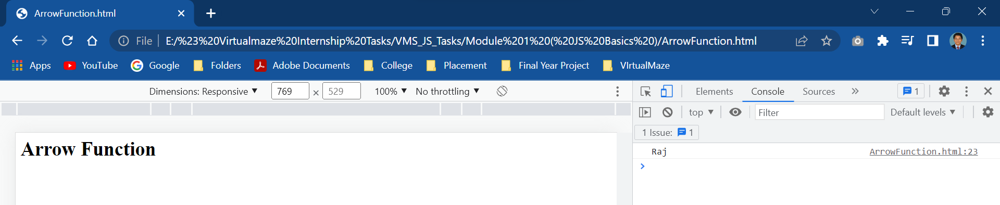 ArrowFunction.html
File E:/%23%20Virtualmaze%20Internship%20Tasks/VMS_JS_Tasks/Module%201%20(%20JS%20Basics%20)/ArrowFunction.html
Apps YouTube Google Folders Adobe Documents College Placement Final Year Project VIrtualMaze
Dimensions: Responsive 769 × 529 100% No throttling Elements Console Sources 1
top Filter Default levels
1 Issue: 1
Arrow Function
Raj ArrowFunction.html:23